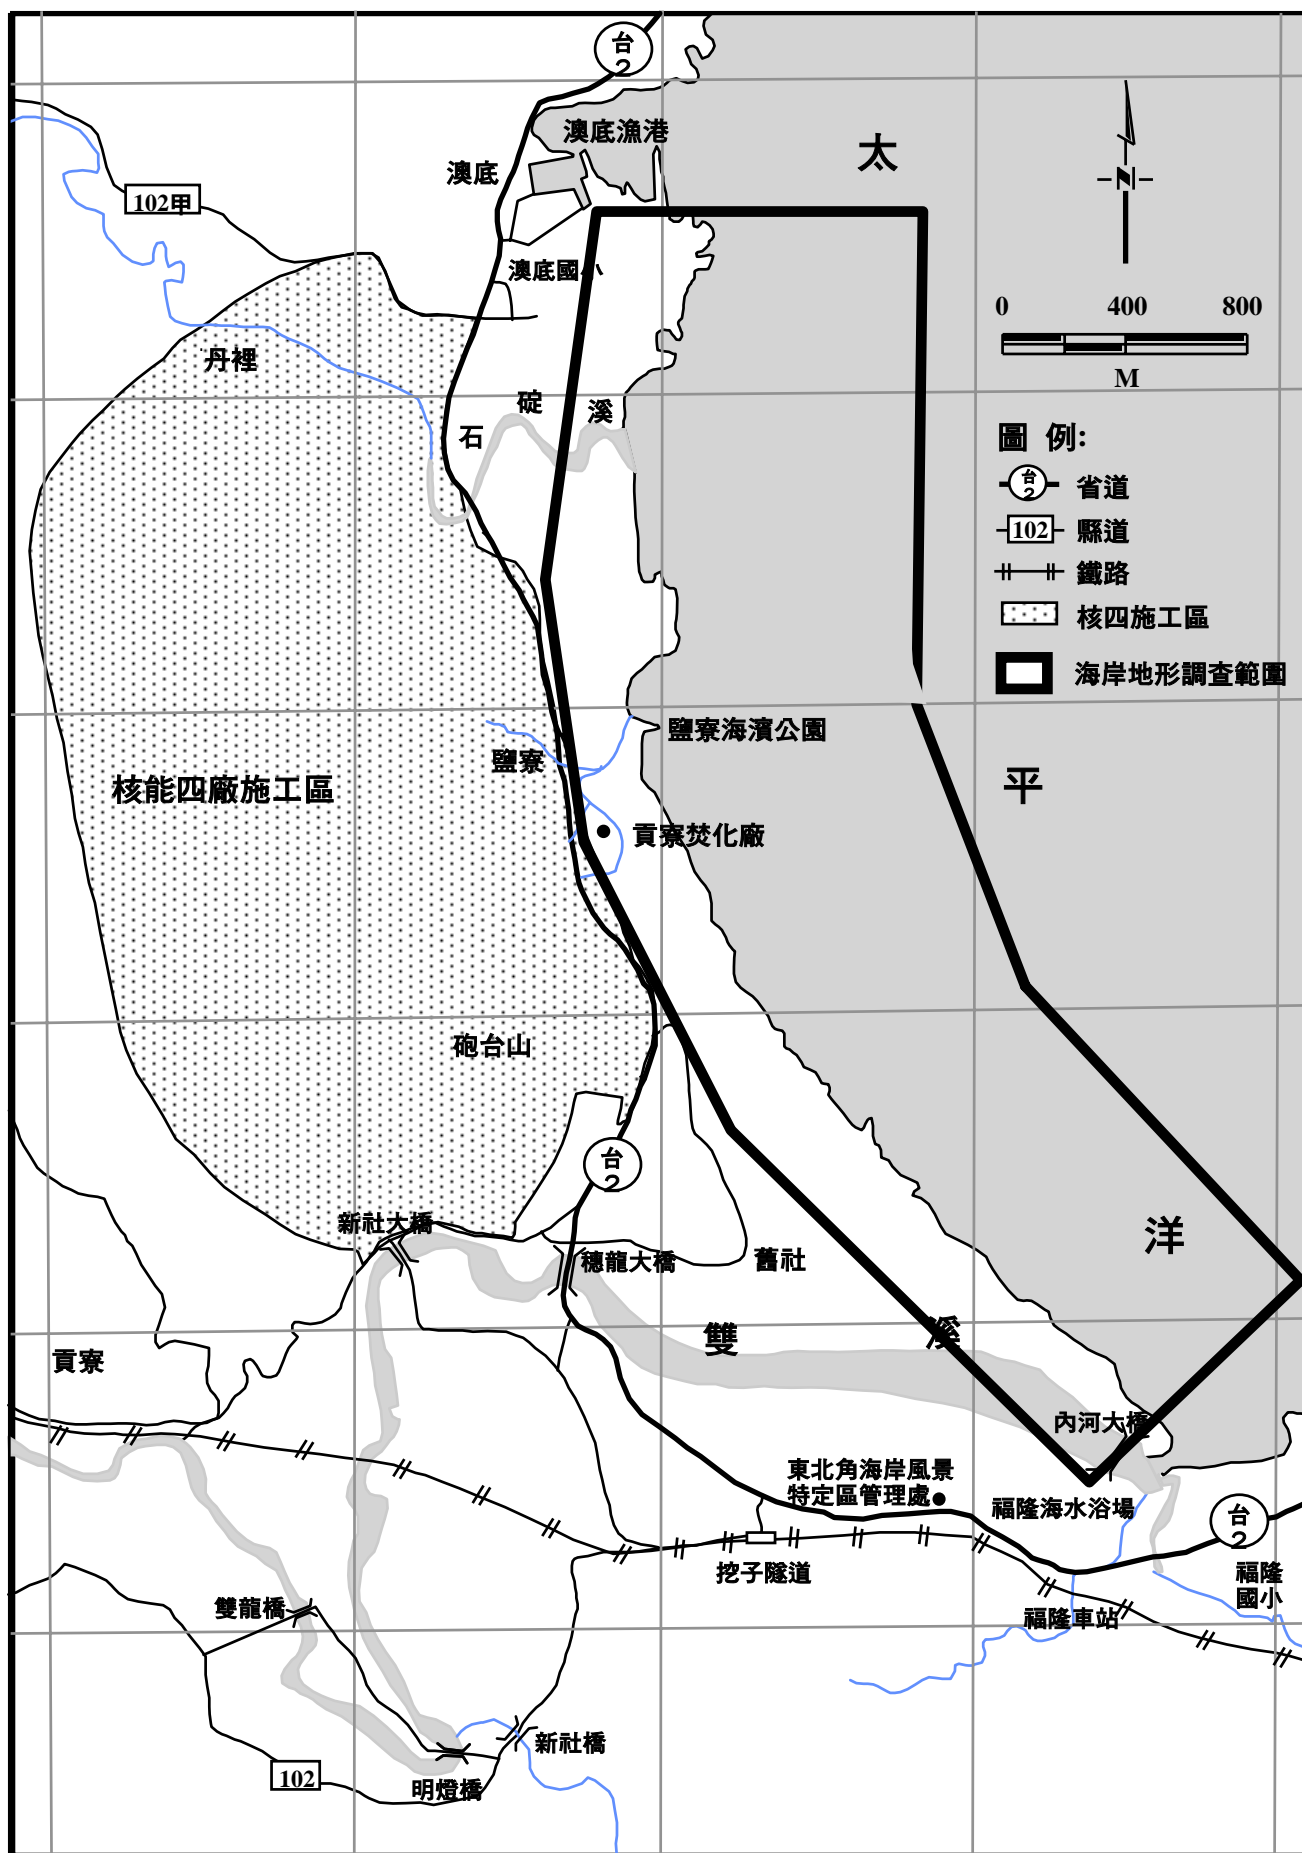 台
2
澳底漁港
太
澳底
102甲
澳底國小
0 400 800
M
丹裡
碇
溪
石
圖 例:
台
2
省道
102
縣道
鐵路
核四施工區
海岸地形調查範圍
鹽寮海濱公園
鹽寮
核能四廠施工區
平
貢寮焚化廠
砲台山
台
2
新社大橋
穗龍大橋
舊社
洋
雙
溪
貢寮
內河大橋
東北角海岸風景
特定區管理處
福隆海水浴場
台
2
挖子隧道
福隆
國小
雙龍橋
福隆車站
新社橋
102
明燈橋